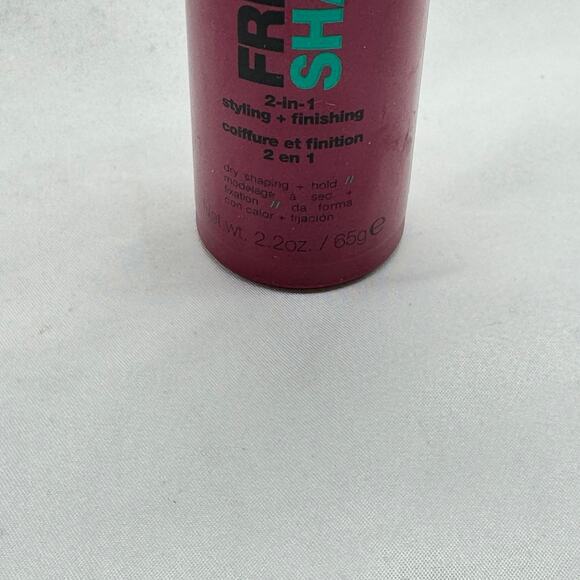 FRE
SHA
2-in-1
styling + finishing
coiffure et finition
2 en 1
dry shaping + hold //
modelage à sec +
fixation // da forma
con calor + fijación
Net wt. 2.2oz. / 65g e